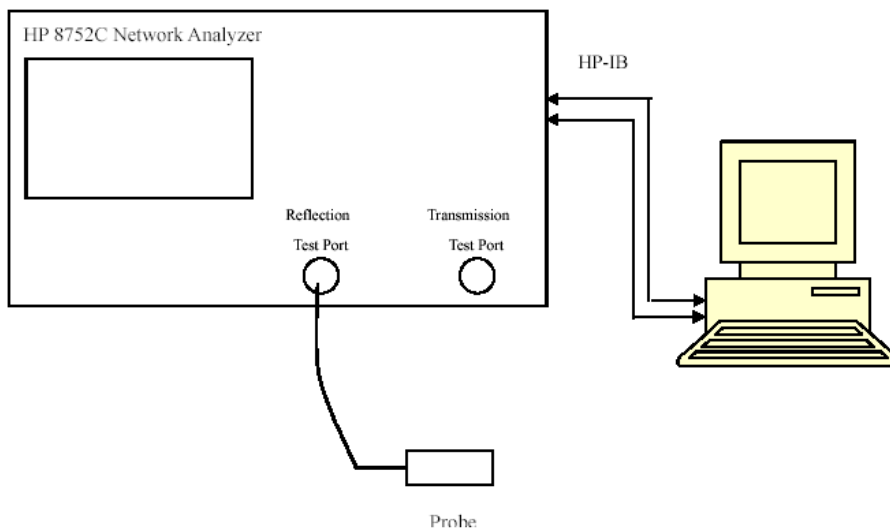 HP 8752C Network Analyzer
HP-IB
Reflection
Test Port
Transmission
Test Port
Probe